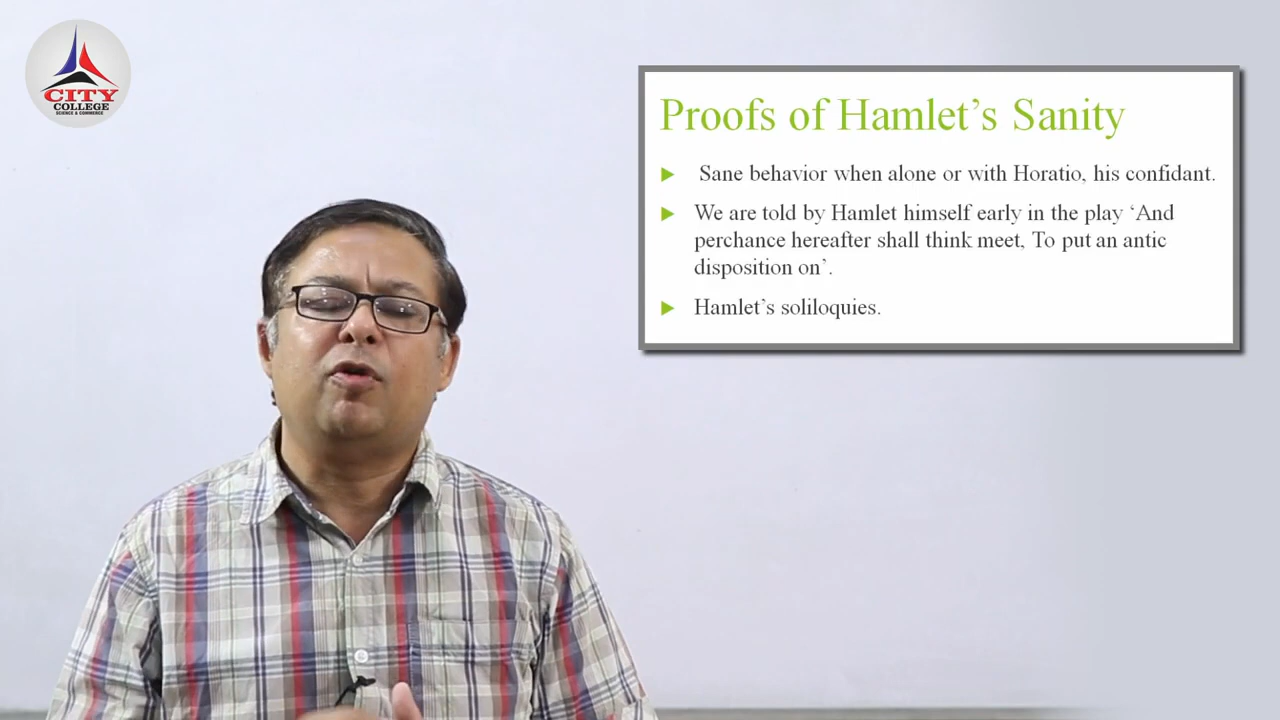 CITY
COLLEGE
SCIENCE & COMMERCE
Proofs of Hamlet’s Sanity
Sane behavior when alone or with Horatio, his confidant.
We are told by Hamlet himself early in the play ‘And
perchance hereafter shall think meet, To put an antic
disposition on’.
Hamlet’s soliloquies.